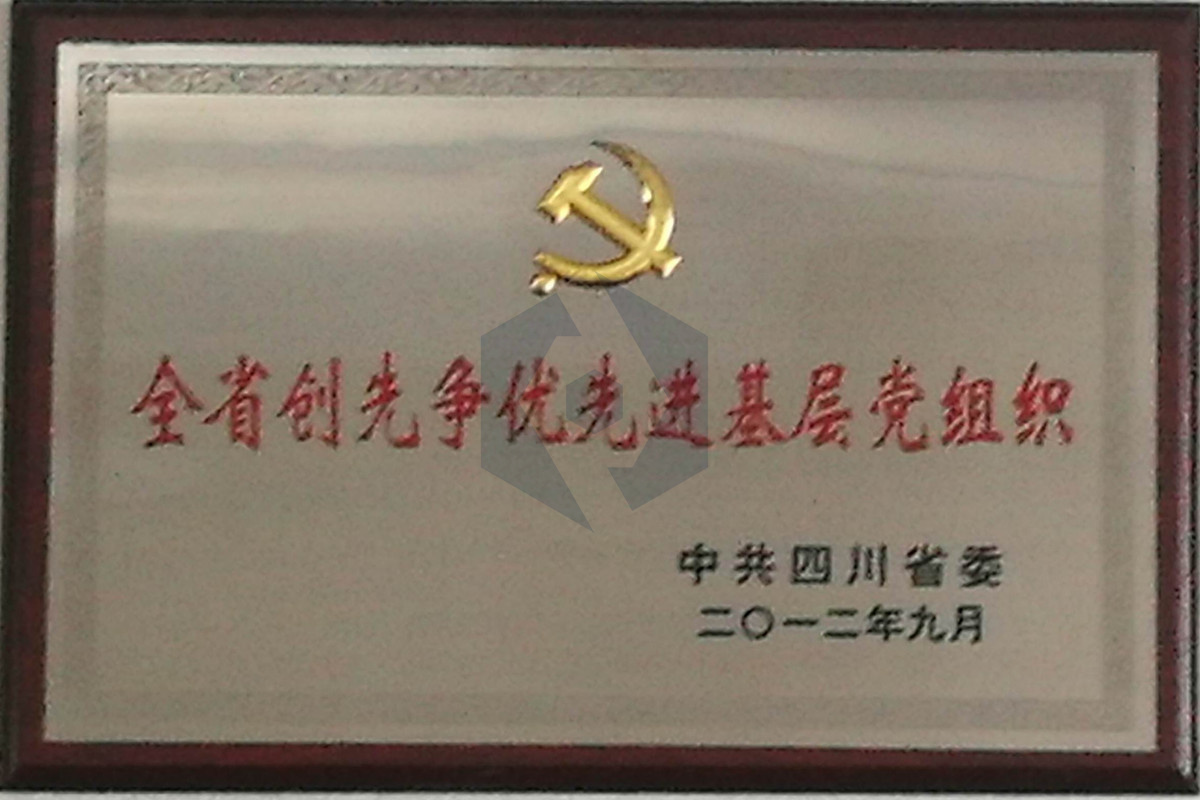 全省创先争优先进基层党组织
中共四川省委
二〇一二年九月